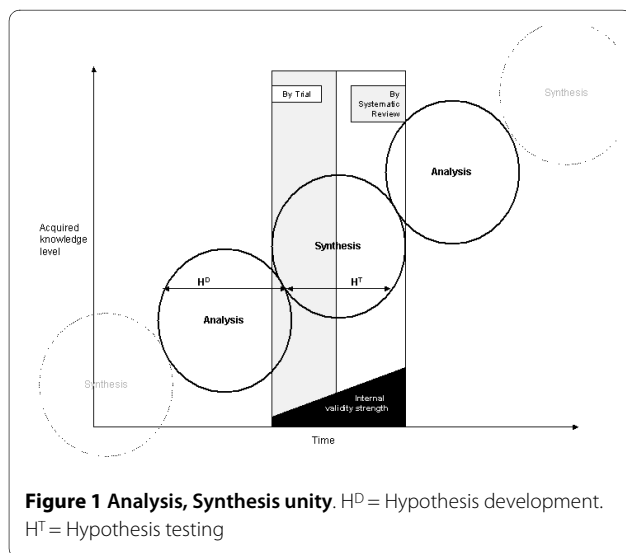 Synthesis
By Trial
By
Systematic
Review
Analysis
Acquired
knowledge
level
Synthesis
Hᴰ
Hᵀ
Analysis
Synthesis
Internal
validity strength
Time
Figure 1 Analysis, Synthesis unity. Hᴰ = Hypothesis development.
Hᵀ = Hypothesis testing